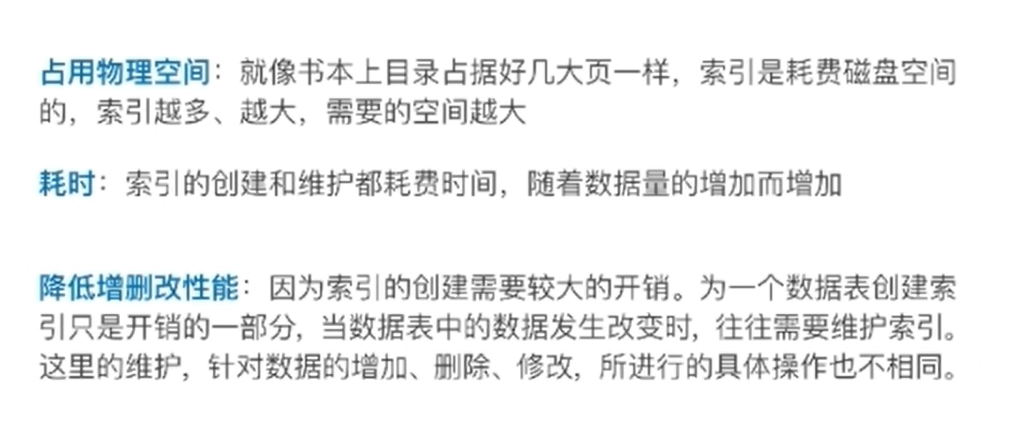 占用物理空间：就像书本上目录占据好几大页一样，索引是耗费磁盘空间
的，索引越多、越大，需要的空间越大
耗时：索引的创建和维护都耗费时间，随着数据量的增加而增加
降低增删改性能：因为索引的创建需要较大的开销。为一个数据表创建索
引只是开销的一部分，当数据表中的数据发生改变时，往往需要维护索引。
这里的维护，针对数据的增加、删除、修改，所进行的具体操作也不相同。